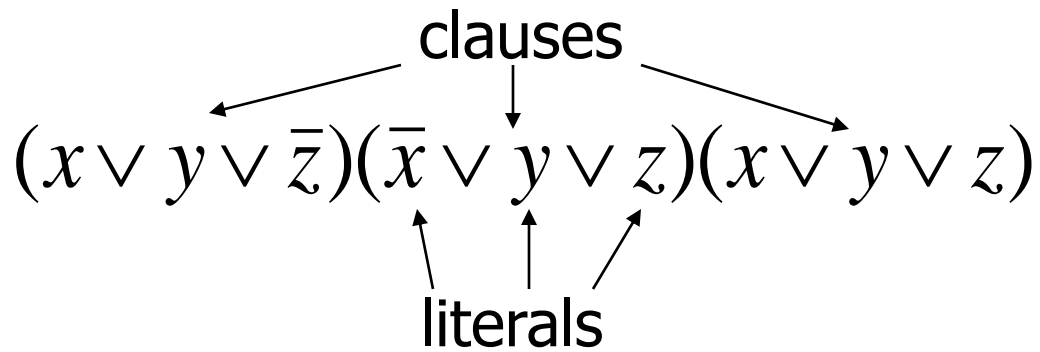 clauses
(x ∨ y ∨ z̅)(x̅ ∨ y ∨ z)(x ∨ y ∨ z)
literals